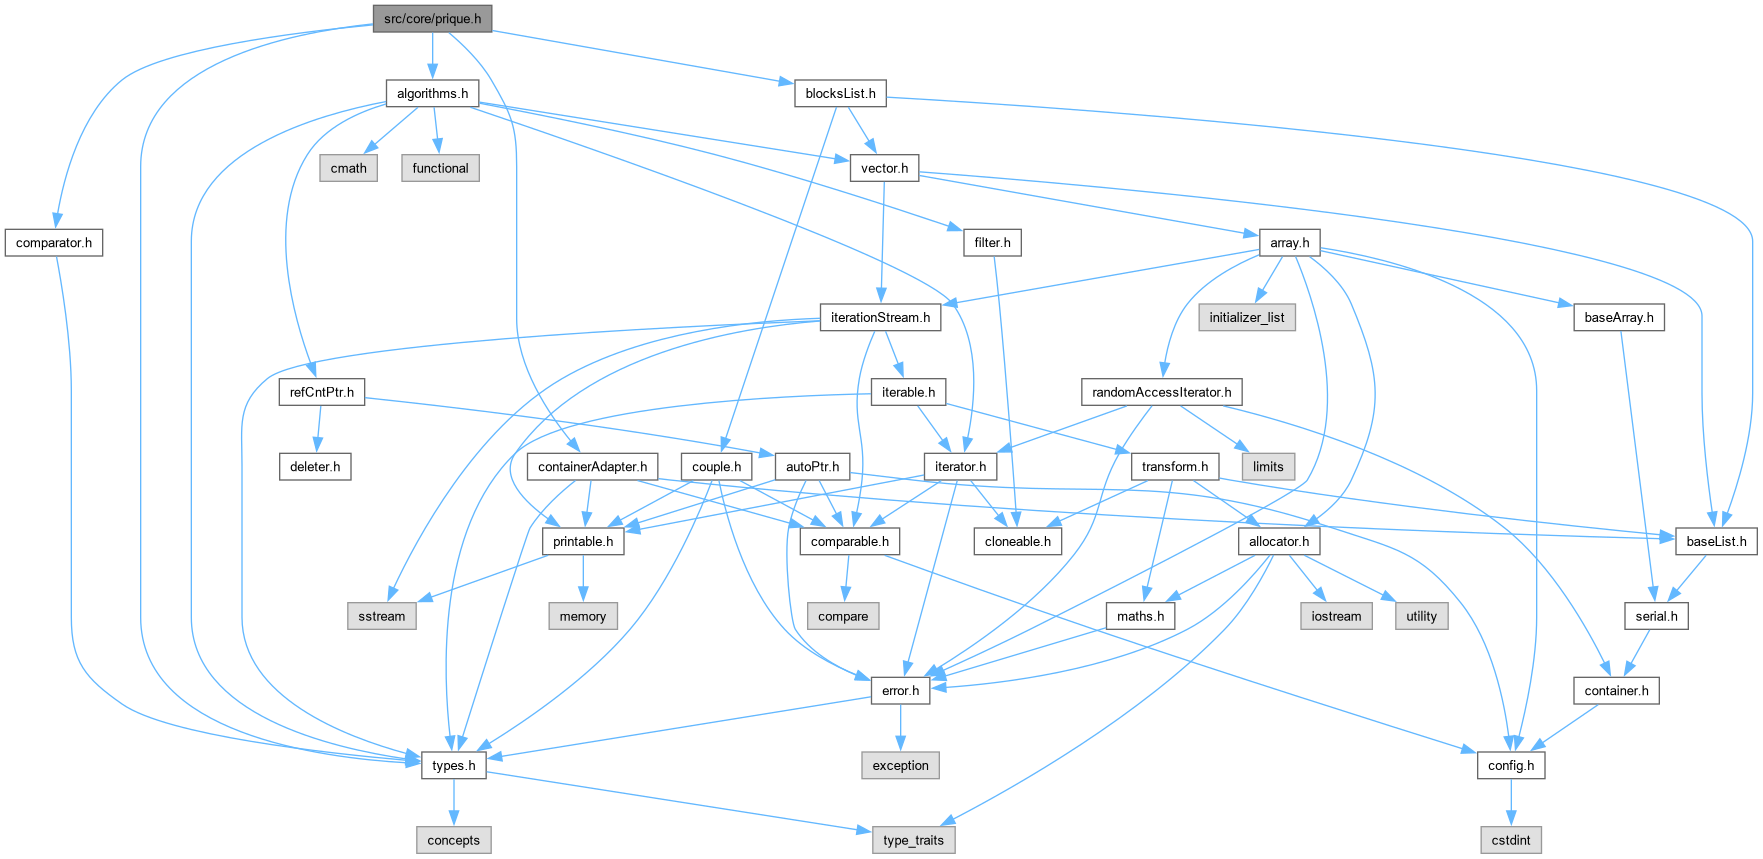 src/core/prique.h
algorithms.h
blocksList.h
cmath
functional
vector.h
comparator.h
filter.h
array.h
iterationStream.h
initializer_list
baseArray.h
refCntPtr.h
iterable.h
randomAccessIterator.h
deleter.h
containerAdapter.h
couple.h
autoPtr.h
iterator.h
transform.h
limits
printable.h
comparable.h
cloneable.h
allocator.h
baseList.h
sstream
memory
compare
maths.h
iostream
utility
serial.h
error.h
container.h
types.h
exception
config.h
concepts
type_traits
cstdint